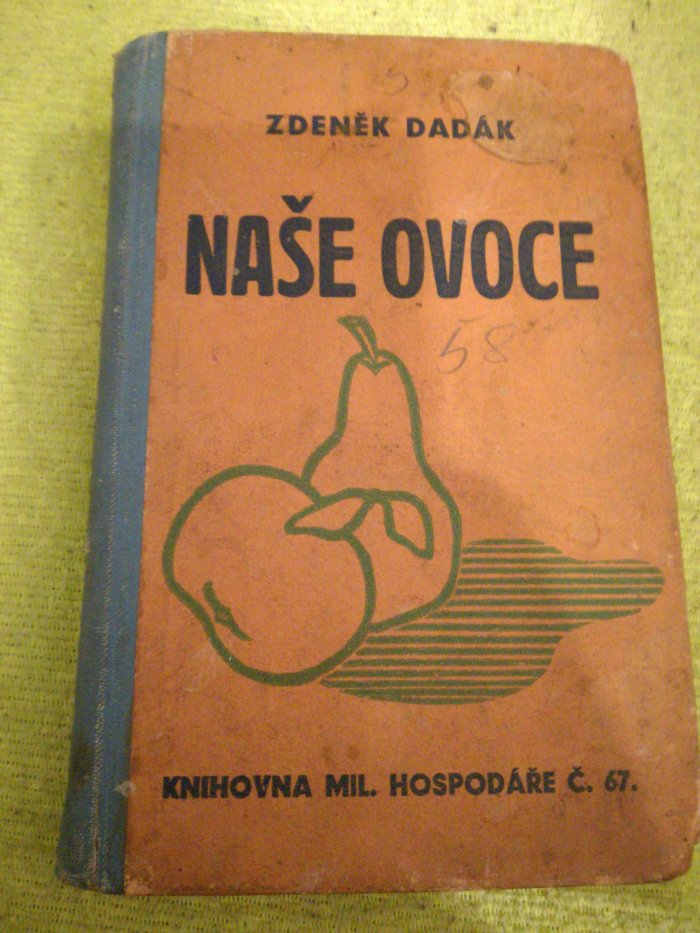 ZDENĚK DADÁK
NAŠE OVOCE
58
KNIHOVNA MIL. HOSPODÁŘE Č. 67.